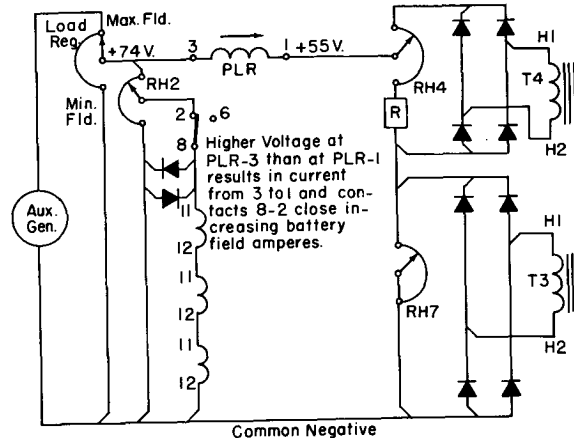 Load Reg.
Max. Fld.
+74 V.
3
PLR
1
+55 V.
Min. Fld.
RH2
2
6
8
RH4
R
T4
H1
H2
Higher Voltage at
PLR-3 than at PLR-1
results in current
from 3 to 1 and con-
tacts 8-2 close in-
creasing battery
field amperes.
Aux.
Gen.
11
12
11
12
11
12
RH7
T3
H1
H2
Common Negative